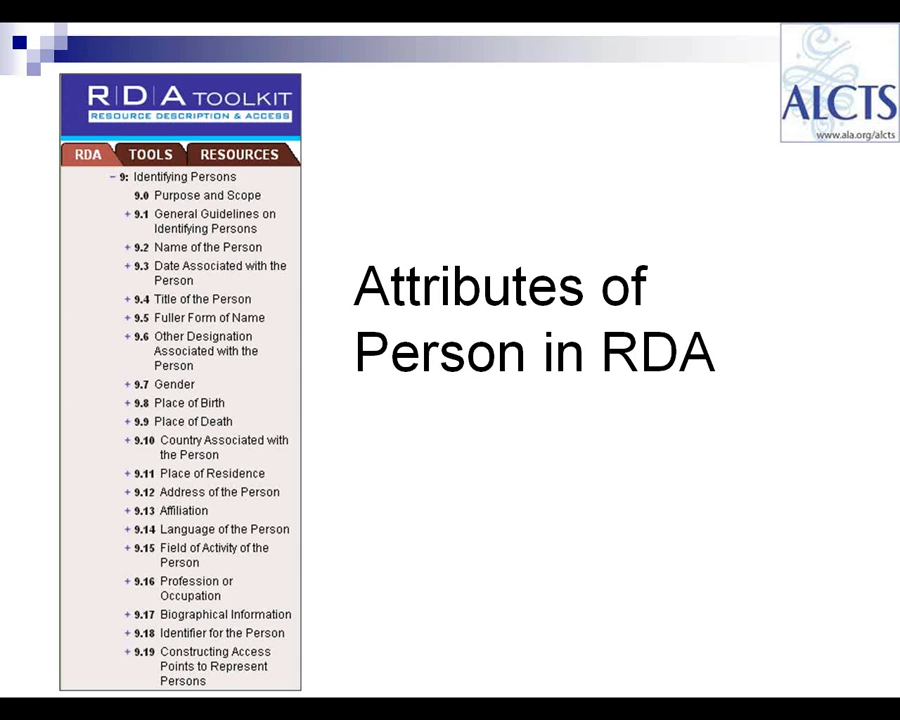 ALCTS
www.ala.org/alcts
RDA TOOLKIT
RESOURCE DESCRIPTION & ACCESS
RDA TOOLS RESOURCES
− 9: Identifying Persons
9.0 Purpose and Scope
+ 9.1 General Guidelines on
Identifying Persons
+ 9.2 Name of the Person
+ 9.3 Date Associated with the
Person
+ 9.4 Title of the Person
+ 9.5 Fuller Form of Name
+ 9.6 Other Designation
Associated with the
Person
+ 9.7 Gender
+ 9.8 Place of Birth
+ 9.9 Place of Death
+ 9.10 Country Associated with
the Person
+ 9.11 Place of Residence
+ 9.12 Address of the Person
+ 9.13 Affiliation
+ 9.14 Language of the Person
+ 9.15 Field of Activity of the
Person
+ 9.16 Profession or
Occupation
+ 9.17 Biographical Information
+ 9.18 Identifier for the Person
+ 9.19 Constructing Access
Points to Represent
Persons
Attributes of
Person in RDA